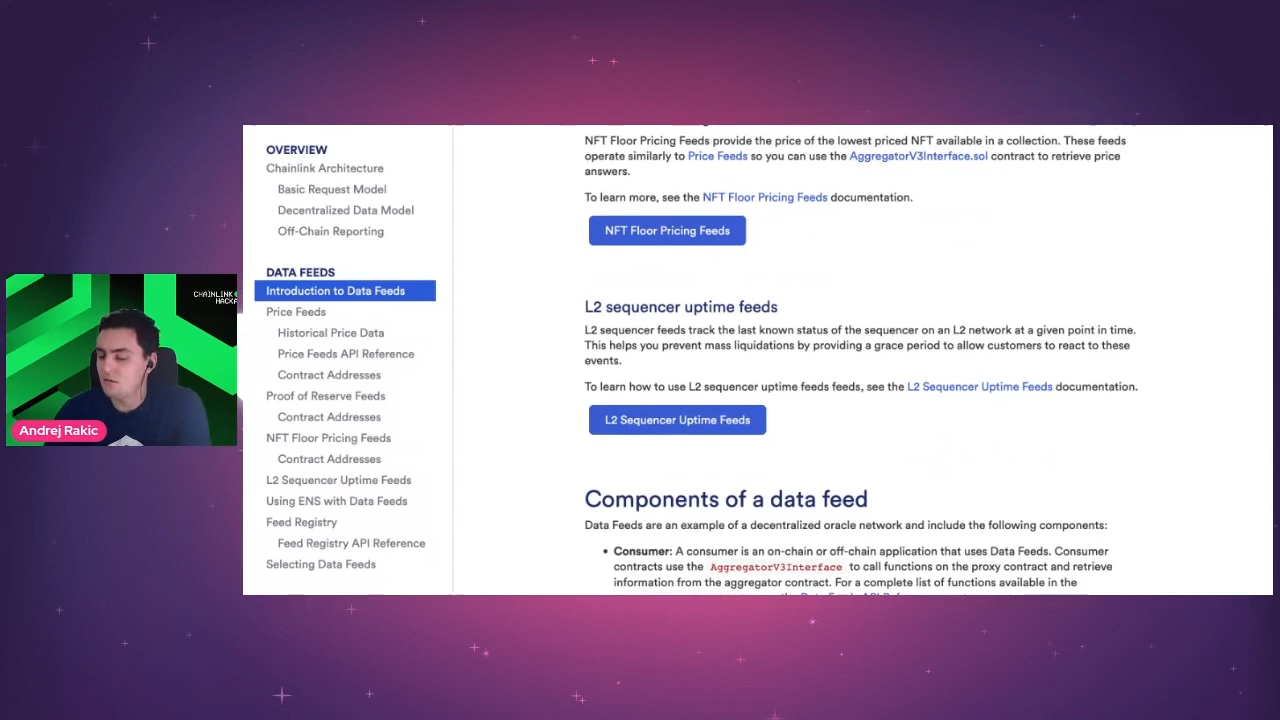 OVERVIEW
Chainlink Architecture
Basic Request Model
Decentralized Data Model
Off-Chain Reporting
DATA FEEDS
Introduction to Data Feeds
Price Feeds
Historical Price Data
Price Feeds API Reference
Contract Addresses
Proof of Reserve Feeds
Contract Addresses
NFT Floor Pricing Feeds
Contract Addresses
L2 Sequencer Uptime Feeds
Using ENS with Data Feeds
Feed Registry
Feed Registry API Reference
Selecting Data Feeds
NFT Floor Pricing Feeds provide the price of the lowest priced NFT available in a collection. These feeds
operate similarly to Price Feeds so you can use the AggregatorV3Interface.sol contract to retrieve price
answers.
To learn more, see the NFT Floor Pricing Feeds documentation.
NFT Floor Pricing Feeds
L2 sequencer uptime feeds
L2 sequencer feeds track the last known status of the sequencer on an L2 network at a given point in time.
This helps you prevent mass liquidations by providing a grace period to allow customers to react to these
events.
To learn how to use L2 sequencer uptime feeds feeds, see the L2 Sequencer Uptime Feeds documentation.
L2 Sequencer Uptime Feeds
Components of a data feed
Data Feeds are an example of a decentralized oracle network and include the following components:
• Consumer: A consumer is an on-chain or off-chain application that uses Data Feeds. Consumer
contracts use the AggregatorV3Interface to call functions on the proxy contract and retrieve
information from the aggregator contract. For a complete list of functions available in the
CHAINLINK
HACKA
Andrej Rakic